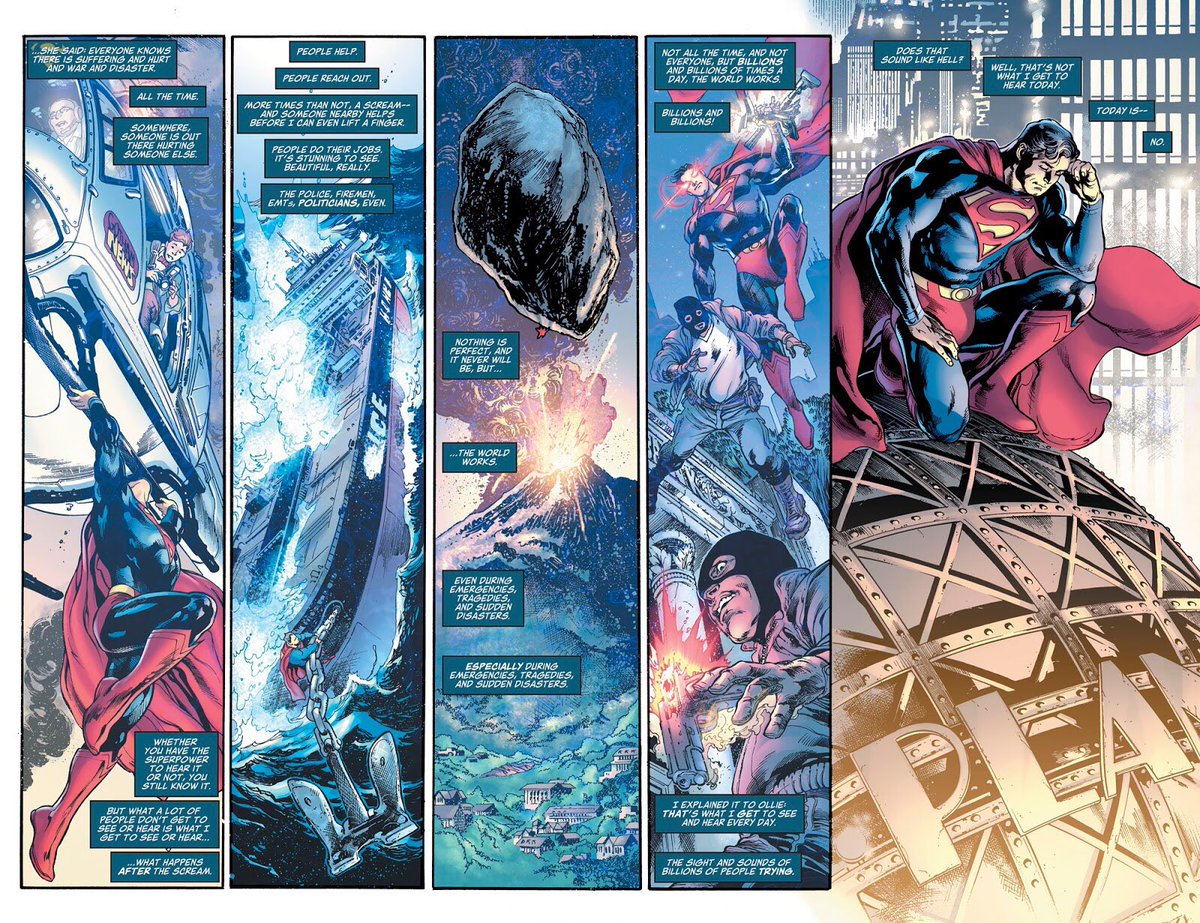 ...SHE SAID: EVERYONE KNOWS
THERE IS SUFFERING AND HURT
AND WAR AND DISASTER.
ALL THE TIME.
SOMEWHERE,
SOMEONE IS OUT
THERE HURTING
SOMEONE ELSE.
NEWS
WHETHER
YOU HAVE THE
SUPERPOWER
TO HEAR IT
OR NOT, YOU
STILL KNOW IT.
BUT WHAT A LOT OF
PEOPLE DON'T GET TO
SEE OR HEAR IS WHAT I
GET TO SEE OR HEAR...
...WHAT HAPPENS
AFTER THE SCREAM.
PEOPLE HELP.
PEOPLE REACH OUT.
MORE TIMES THAN NOT, A SCREAM--
AND SOMEONE NEARBY HELPS
BEFORE I CAN EVEN LIFT A FINGER.
PEOPLE DO THEIR JOBS.
IT'S STUNNING TO SEE.
BEAUTIFUL, REALLY.
THE POLICE, FIREMEN,
EMTs, POLITICIANS, EVEN.
NOTHING IS
PERFECT, AND
IT NEVER WILL
BE, BUT...
...THE WORLD
WORKS.
EVEN DURING
EMERGENCIES,
TRAGEDIES,
AND SUDDEN
DISASTERS.
ESPECIALLY DURING
EMERGENCIES, TRAGEDIES,
AND SUDDEN DISASTERS.
NOT ALL THE TIME, AND NOT
EVERYONE, BUT BILLIONS
AND BILLIONS OF TIMES A
DAY, THE WORLD WORKS.
BILLIONS AND
BILLIONS!
I EXPLAINED IT TO OLLIE:
THAT'S WHAT I GET TO SEE
AND HEAR EVERY DAY.
THE SIGHT AND SOUNDS OF
BILLIONS OF PEOPLE TRYING.
DOES THAT
SOUND LIKE HELL?
WELL, THAT'S NOT
WHAT I GET TO
HEAR TODAY.
TODAY IS--
NO.
PLAN